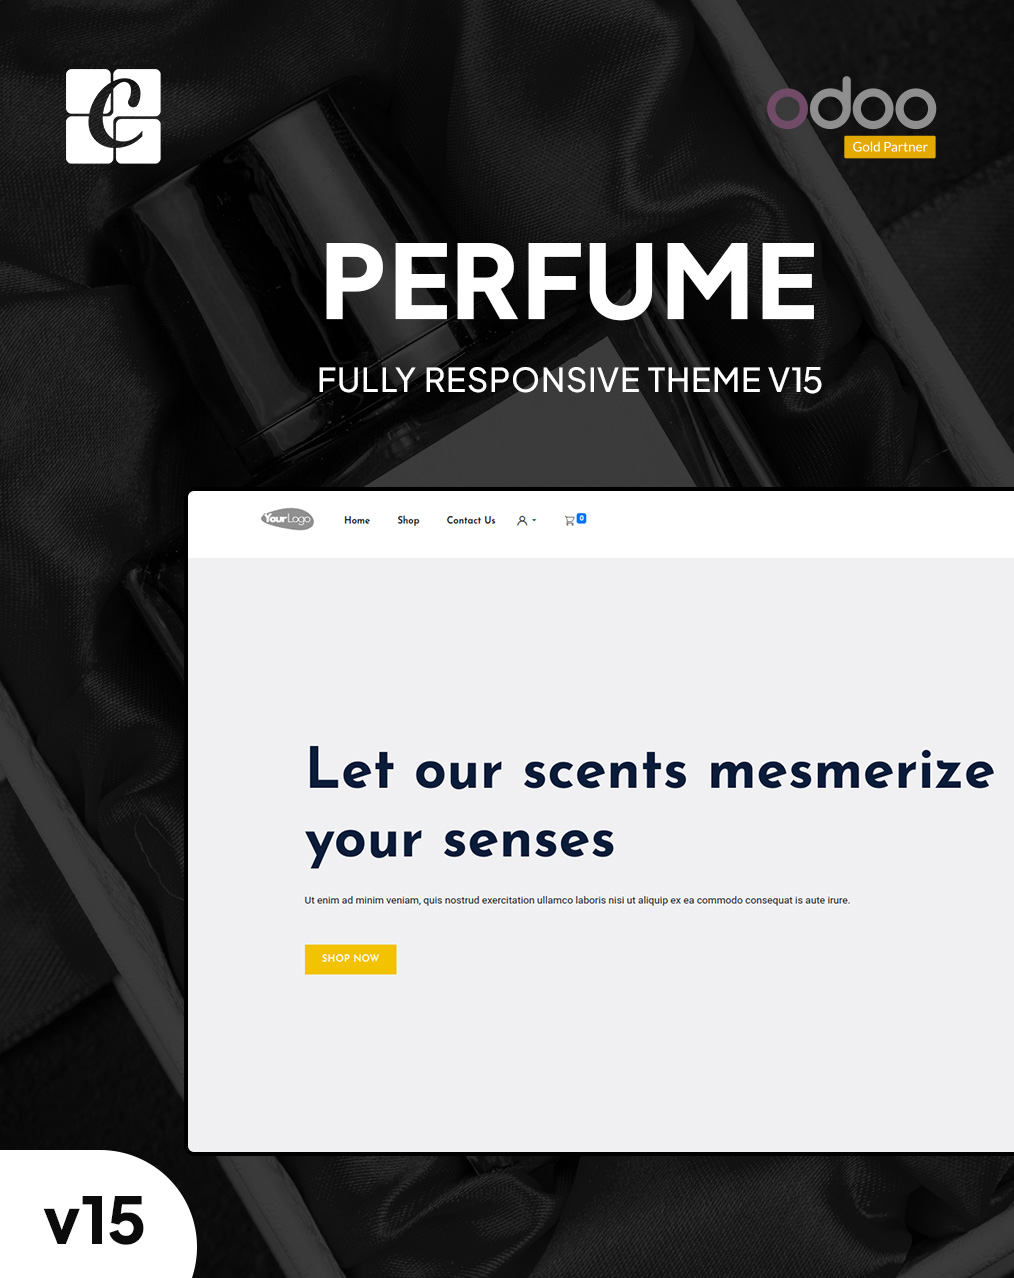 C
odoo
Gold Partner
PERFUME
FULLY RESPONSIVE THEME V15
YourLogo
Home
Shop
Contact Us
0
Let our scents mesmerize
your senses
Ut enim ad minim veniam, quis nostrud exercitation ullamco laboris nisi ut aliquip ex ea commodo consequat is aute irure.
SHOP NOW
v15